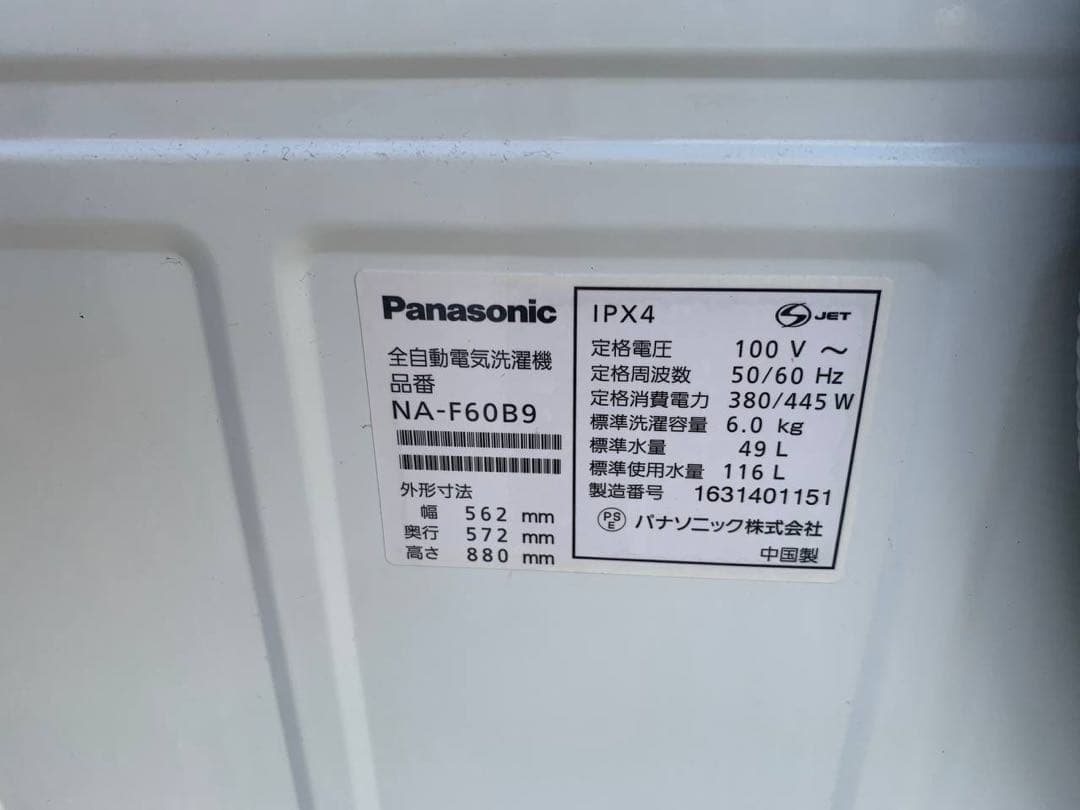 Panasonic
全自動電気洗濯機
品番
NA-F60B9
外形寸法
幅 562 mm
奥行 572 mm
高さ 880 mm
IPX4 S JET
定格電圧 100 V ～
定格周波数 50/60 Hz
定格消費電力 380/445 W
標準洗濯容量 6.0 kg
標準水量 49 L
標準使用水量 116 L
製造番号 1631401151
PS E パナソニック株式会社
中国製